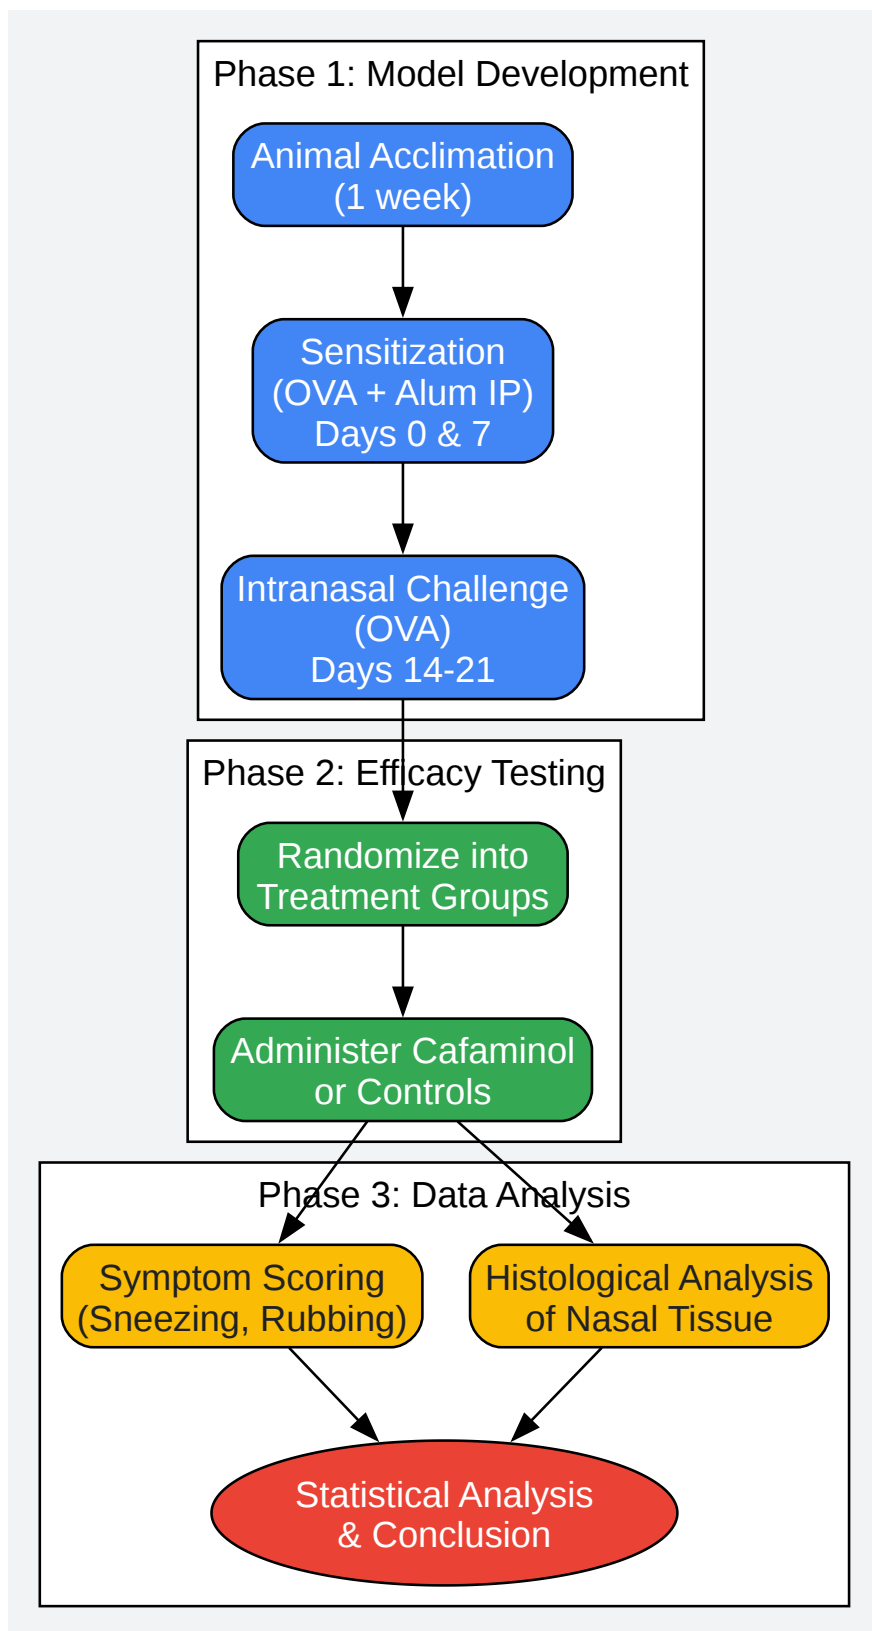 Phase 1: Model Development
Animal Acclimation
(1 week)
Sensitization
(OVA + Alum IP)
Days 0 & 7
Intranasal Challenge
(OVA)
Days 14-21
Phase 2: Efficacy Testing
Randomize into
Treatment Groups
Administer Cafaminol
or Controls
Phase 3: Data Analysis
Symptom Scoring
(Sneezing, Rubbing)
Histological Analysis
of Nasal Tissue
Statistical Analysis
& Conclusion